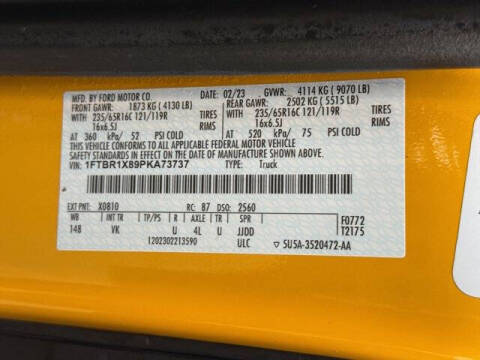 MFD. BY FORD MOTOR CO. 02/23 GVWR: 4114 KG ( 9070 LB)
FRONT GAWR: 1873 KG ( 4130 LB) REAR GAWR: 2502 KG ( 5515 LB)
WITH 235/65R16C 121/119R TIRES WITH 235/65R16C 121/119R TIRES
16x6.5J RIMS 16x6.5J RIMS
AT 360 kPa/ 52 PSI COLD AT 520 kPa/ 75 PSI COLD
THIS VEHICLE CONFORMS TO ALL APPLICABLE FEDERAL MOTOR VEHICLE
SAFETY STANDARDS IN EFFECT ON THE DATE OF MANUFACTURE SHOWN ABOVE.
VIN: 1FTBR1X89PKA73737 TYPE: Truck
EXT PNT: X0810 RC: B7 DSO: 2560
WB INT TR TP/PS R AXLE TR SPR F0772
148 VK U 4L U JJDD T2175
1202302213590 ULC 5U5A-3520472-AA